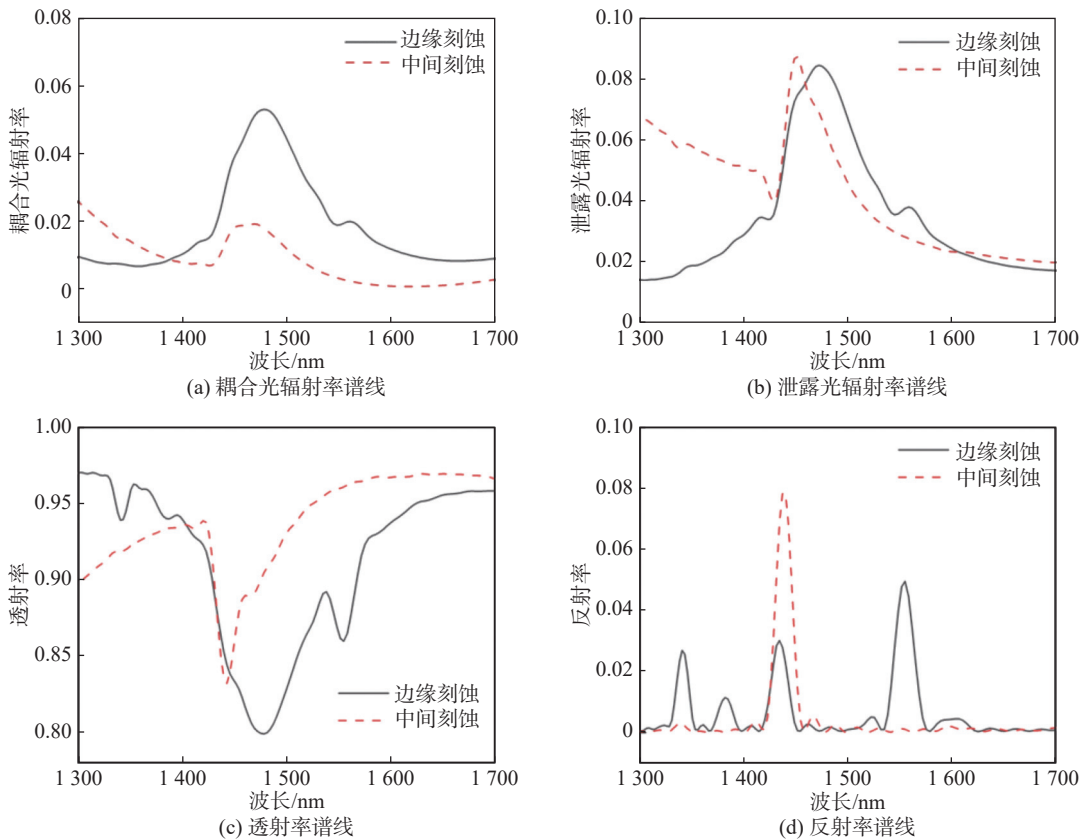 0.08
0.06
0.04
0.02
0
耦合光辐射率
边缘刻蚀
中间刻蚀
1 300
1 400
1 500
1 600
1 700
波长/nm
(a) 耦合光辐射率谱线
0.10
0.08
0.06
0.04
0.02
0
泄露光辐射率
边缘刻蚀
中间刻蚀
1 300
1 400
1 500
1 600
1 700
波长/nm
(b) 泄露光辐射率谱线
1.00
0.95
0.90
0.85
0.80
透射率
边缘刻蚀
中间刻蚀
1 300
1 400
1 500
1 600
1 700
波长/nm
(c) 透射率谱线
0.10
0.08
0.06
0.04
0.02
0
反射率
边缘刻蚀
中间刻蚀
1 300
1 400
1 500
1 600
1 700
波长/nm
(d) 反射率谱线